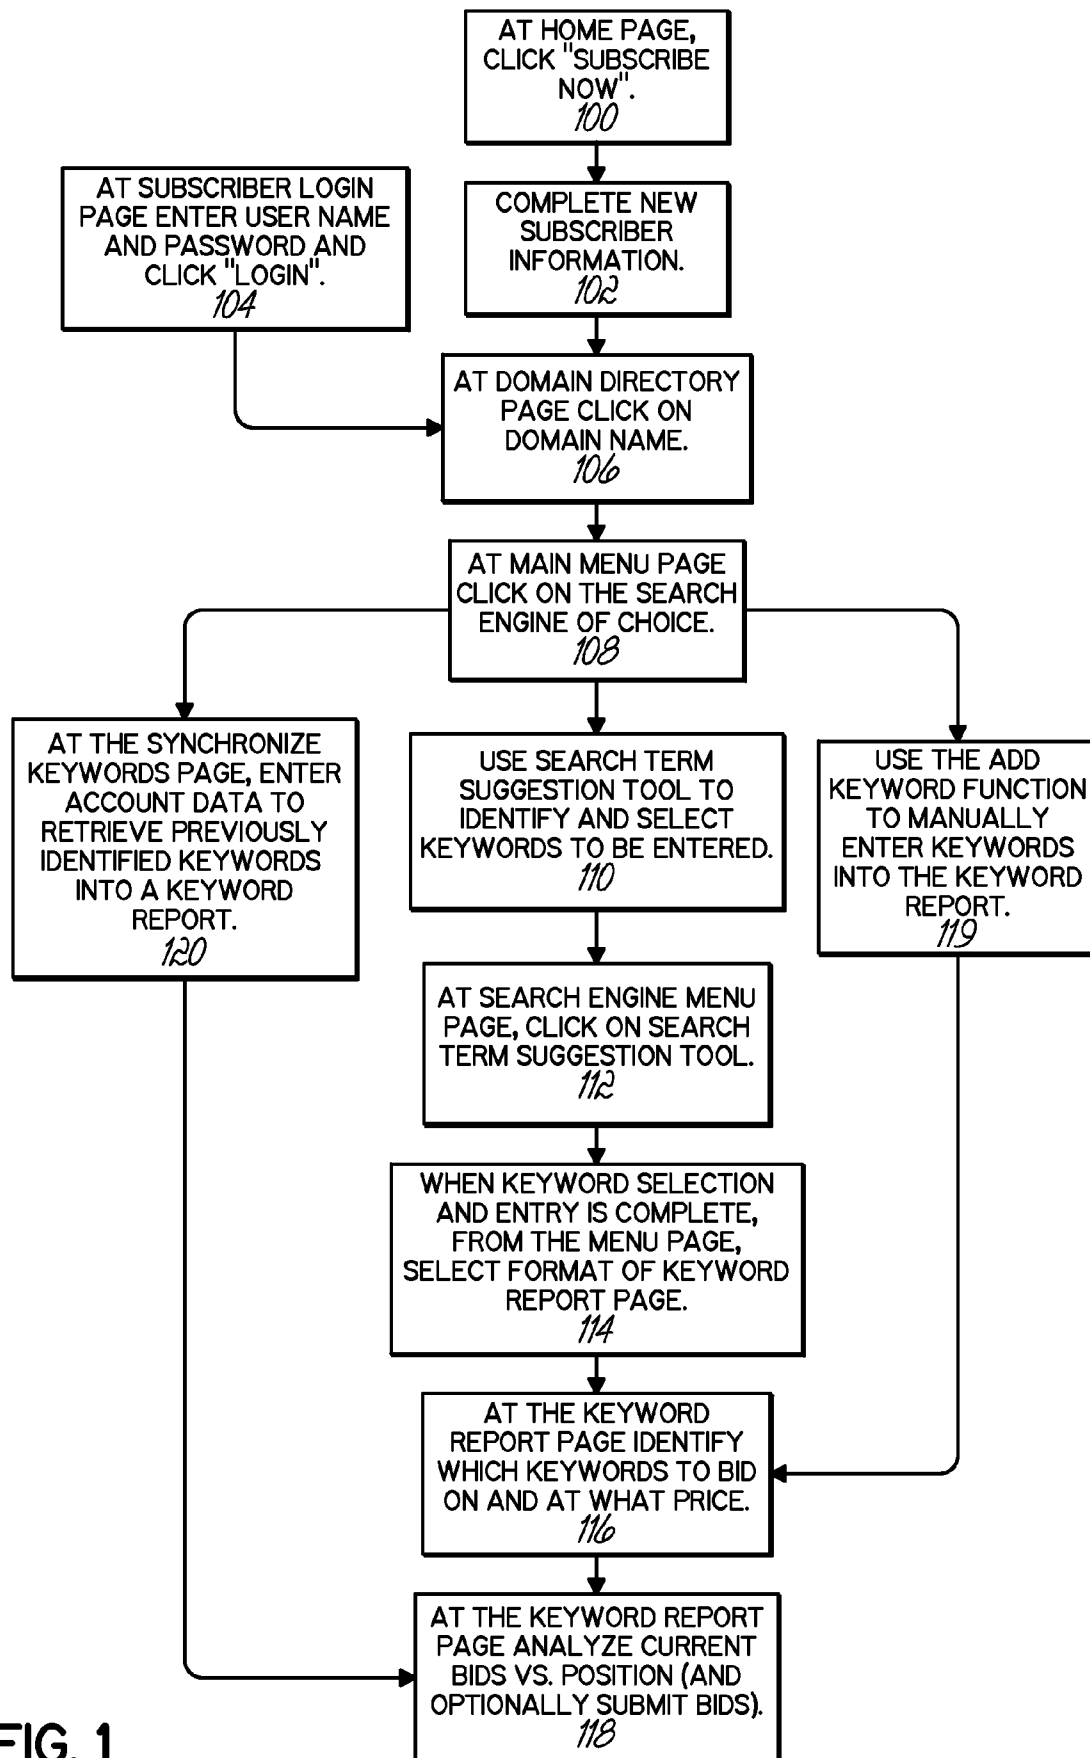 AT HOME PAGE,
CLICK "SUBSCRIBE
NOW".
100
AT SUBSCRIBER LOGIN
PAGE ENTER USER NAME
AND PASSWORD AND
CLICK "LOGIN".
104
COMPLETE NEW
SUBSCRIBER
INFORMATION.
102
AT DOMAIN DIRECTORY
PAGE CLICK ON
DOMAIN NAME.
106
AT MAIN MENU PAGE
CLICK ON THE SEARCH
ENGINE OF CHOICE.
108
AT THE SYNCHRONIZE
KEYWORDS PAGE, ENTER
ACCOUNT DATA TO
RETRIEVE PREVIOUSLY
IDENTIFIED KEYWORDS
INTO A KEYWORD
REPORT.
120
USE SEARCH TERM
SUGGESTION TOOL TO
IDENTIFY AND SELECT
KEYWORDS TO BE ENTERED.
110
USE THE ADD
KEYWORD FUNCTION
TO MANUALLY
ENTER KEYWORDS
INTO THE KEYWORD
REPORT.
119
AT SEARCH ENGINE MENU
PAGE, CLICK ON SEARCH
TERM SUGGESTION TOOL.
112
WHEN KEYWORD SELECTION
AND ENTRY IS COMPLETE,
FROM THE MENU PAGE,
SELECT FORMAT OF KEYWORD
REPORT PAGE.
114
AT THE KEYWORD
REPORT PAGE IDENTIFY
WHICH KEYWORDS TO BID
ON AND AT WHAT PRICE.
116
AT THE KEYWORD REPORT
PAGE ANALYZE CURRENT
BIDS VS. POSITION (AND
OPTIONALLY SUBMIT BIDS).
118
FIG. 1